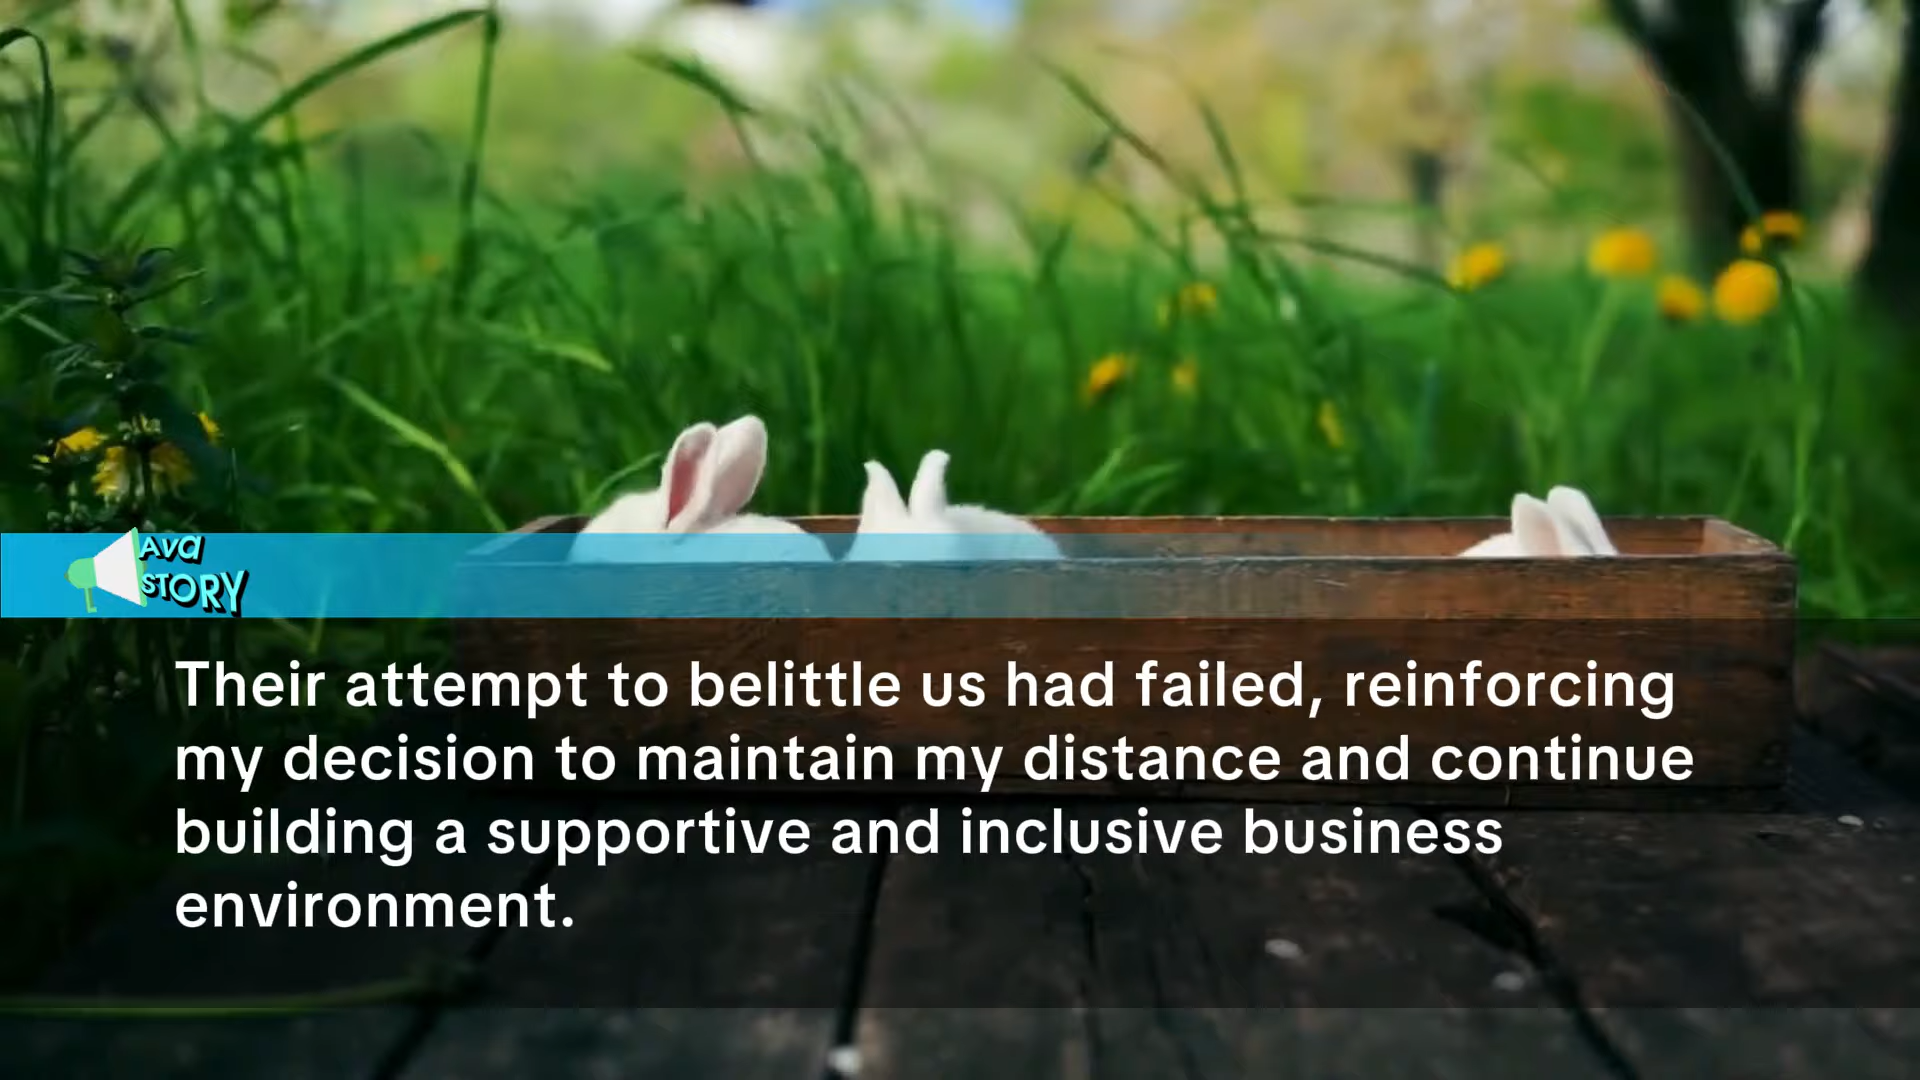 Ava
STORY
Their attempt to belittle us had failed, reinforcing
my decision to maintain my distance and continue
building a supportive and inclusive business
environment.